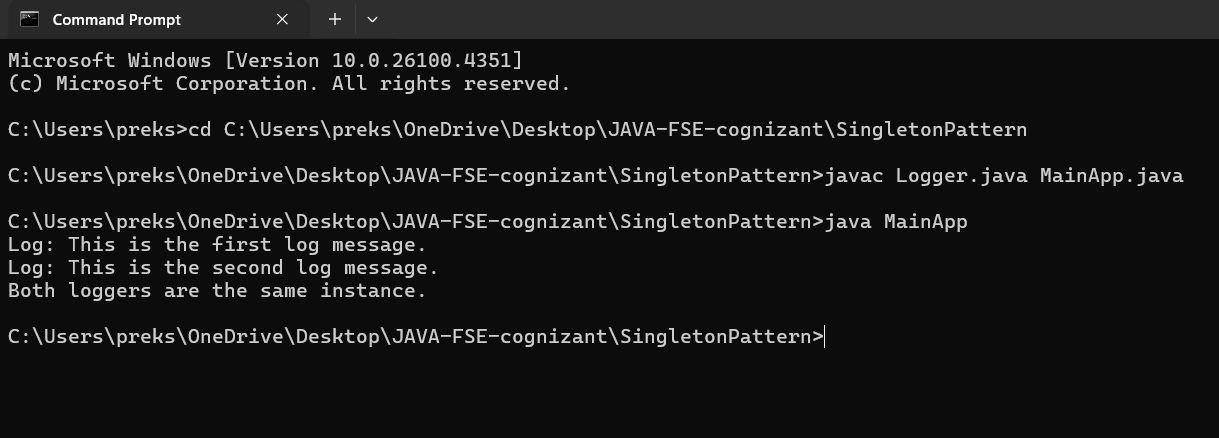 Command Prompt
Microsoft Windows [Version 10.0.26100.4351]
(c) Microsoft Corporation. All rights reserved.
C:\Users\preks>cd C:\Users\preks\OneDrive\Desktop\JAVA-FSE-cognizant\SingletonPattern
C:\Users\preks\OneDrive\Desktop\JAVA-FSE-cognizant\SingletonPattern>javac Logger.java MainApp.java
C:\Users\preks\OneDrive\Desktop\JAVA-FSE-cognizant\SingletonPattern>java MainApp
Log: This is the first log message.
Log: This is the second log message.
Both loggers are the same instance.
C:\Users\preks\OneDrive\Desktop\JAVA-FSE-cognizant\SingletonPattern>